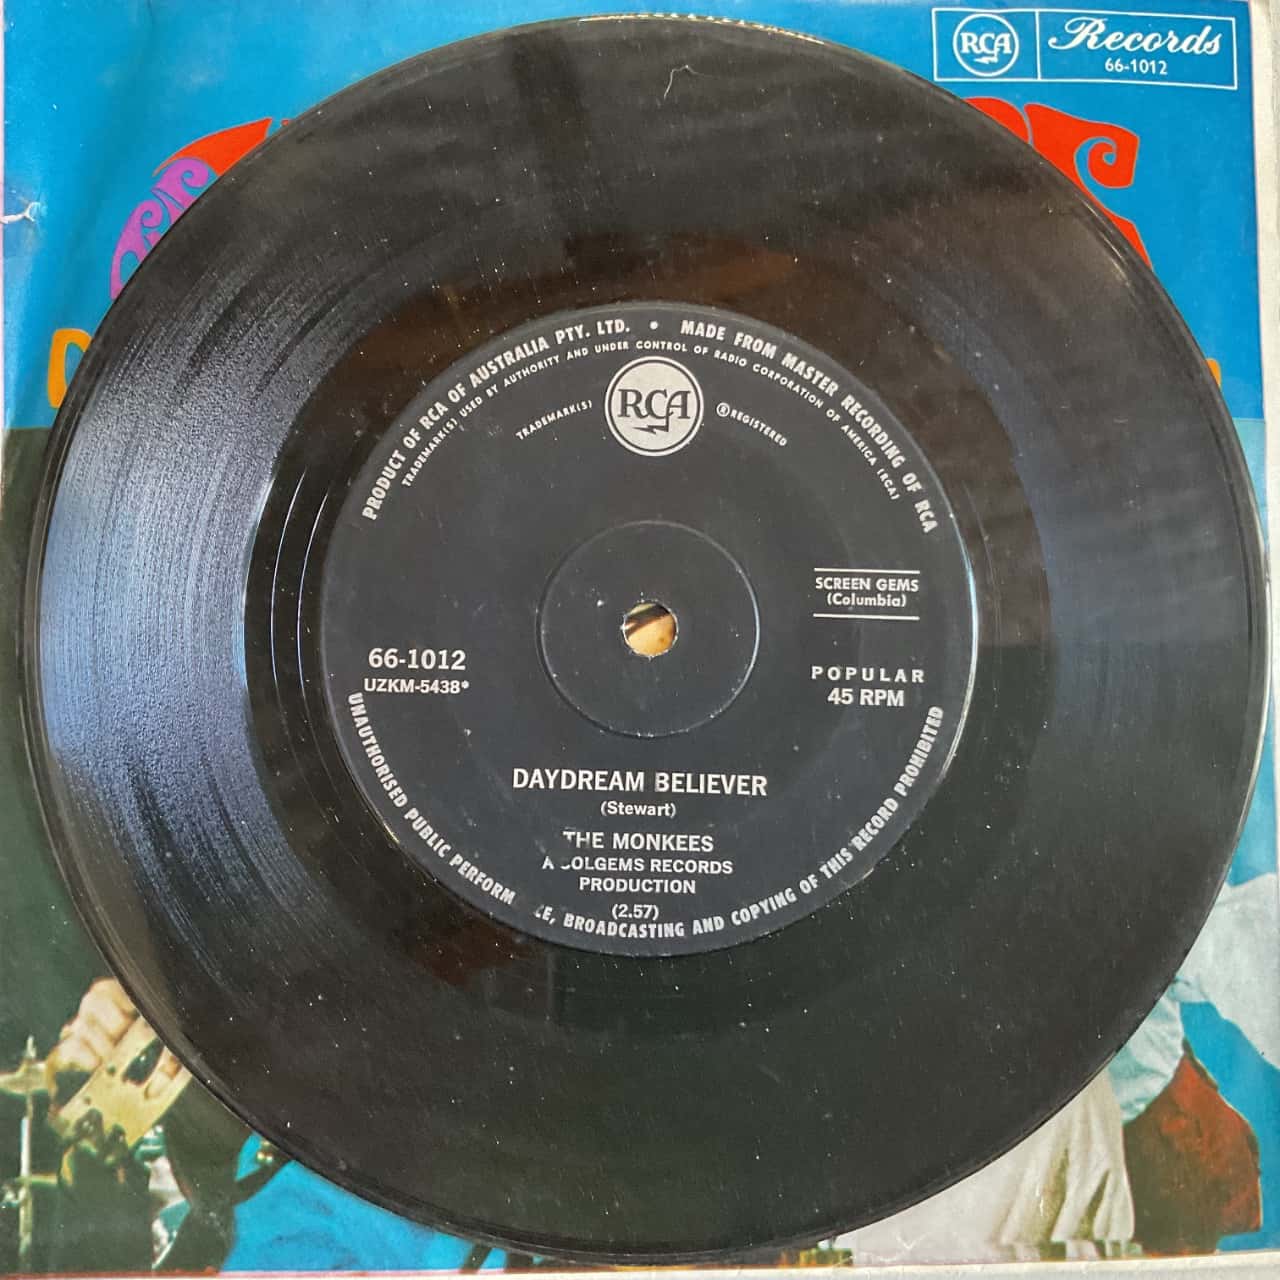 RCA
Records
66-1012
PRODUCT OF RCA OF AUSTRALIA PTY. LTD. • MADE FROM MASTER RECORDING OF RCA
TRADEMARK(S) USED BY AUTHORITY AND UNDER CONTROL OF RADIO CORPORATION OF AMERICA (RCA)
TRADEMARK(S) RCA ® REGISTERED
SCREEN GEMS
(Columbia)
66-1012
UZKM-5438*
POPULAR
45 RPM
DAYDREAM BELIEVER
(Stewart)
THE MONKEES
A OLGEMS RECORDS
PRODUCTION
(2.57)
UNAUTHORISED PUBLIC PERFORM CE, BROADCASTING AND COPYING OF THIS RECORD PROHIBITED